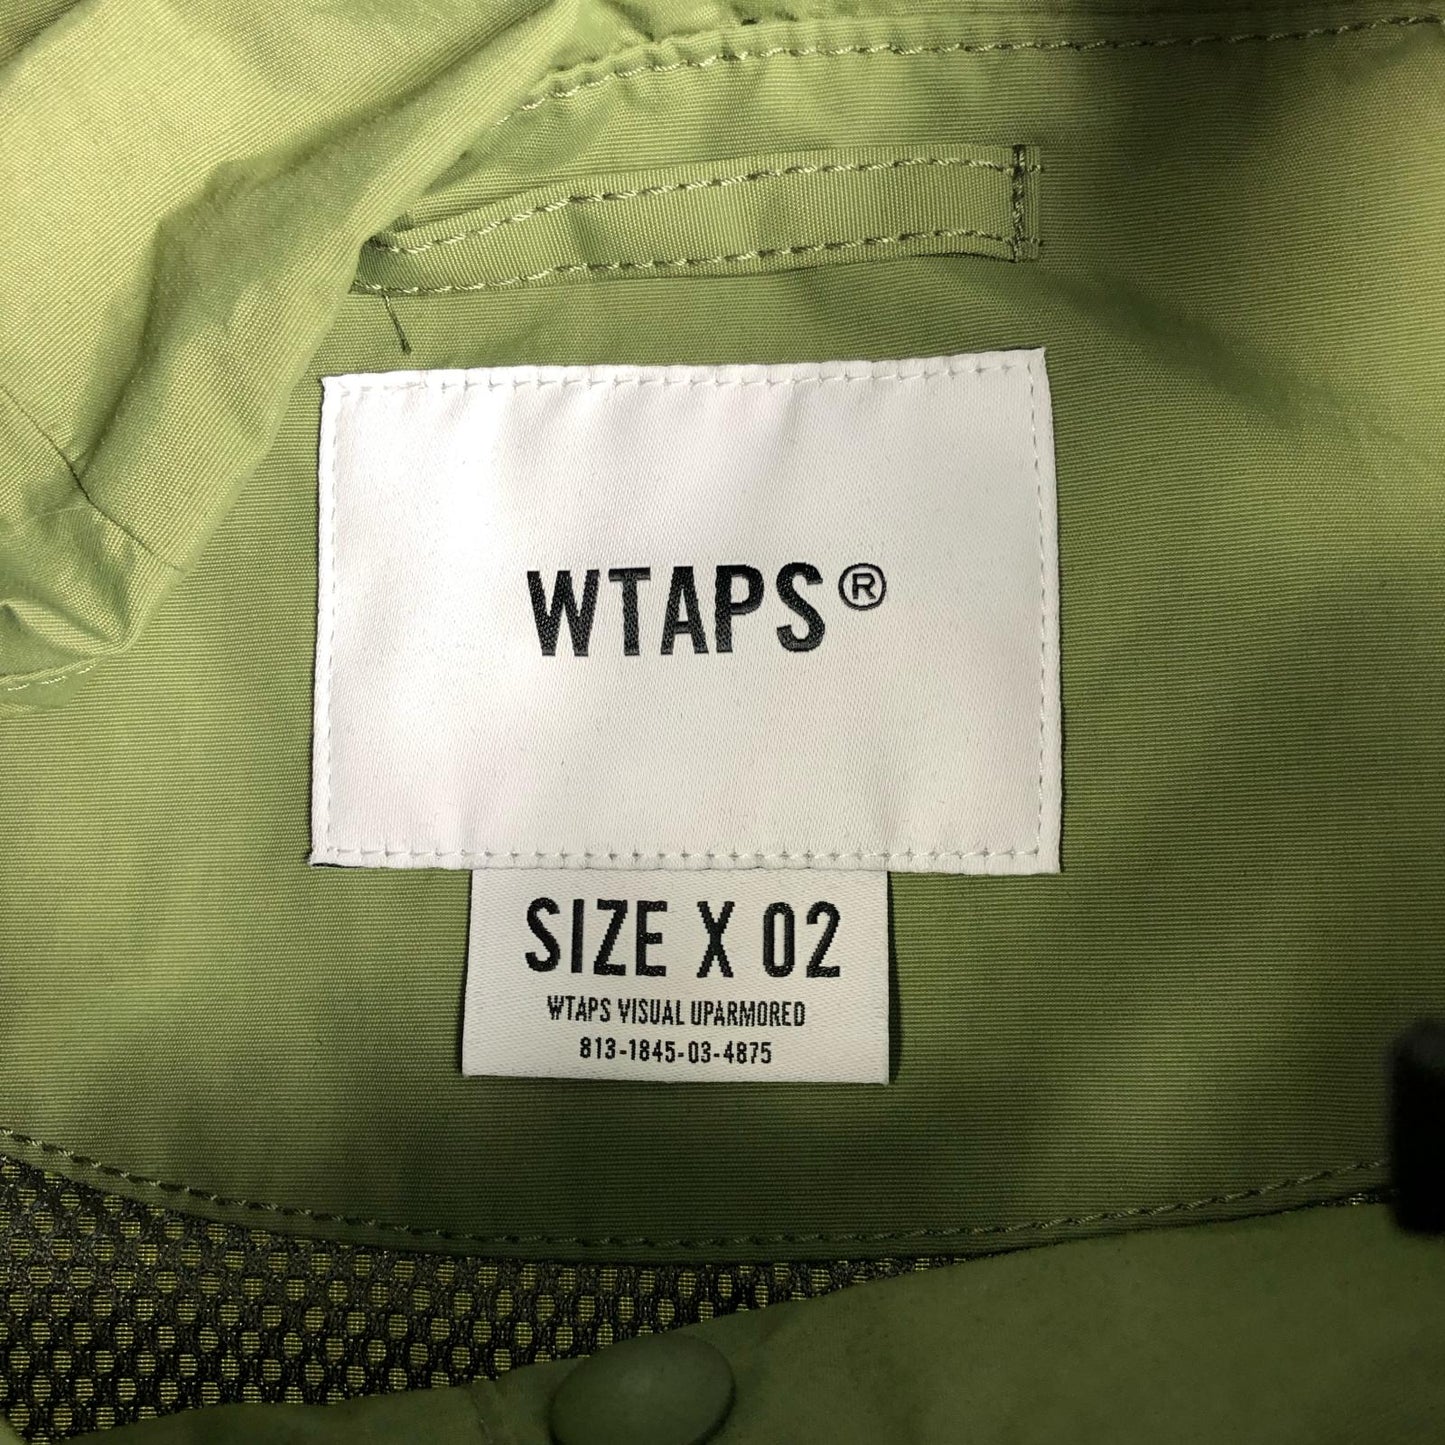 WTAPS®
SIZE X 02
WTAPS VISUAL UPARMORED
813-1845-03-4875